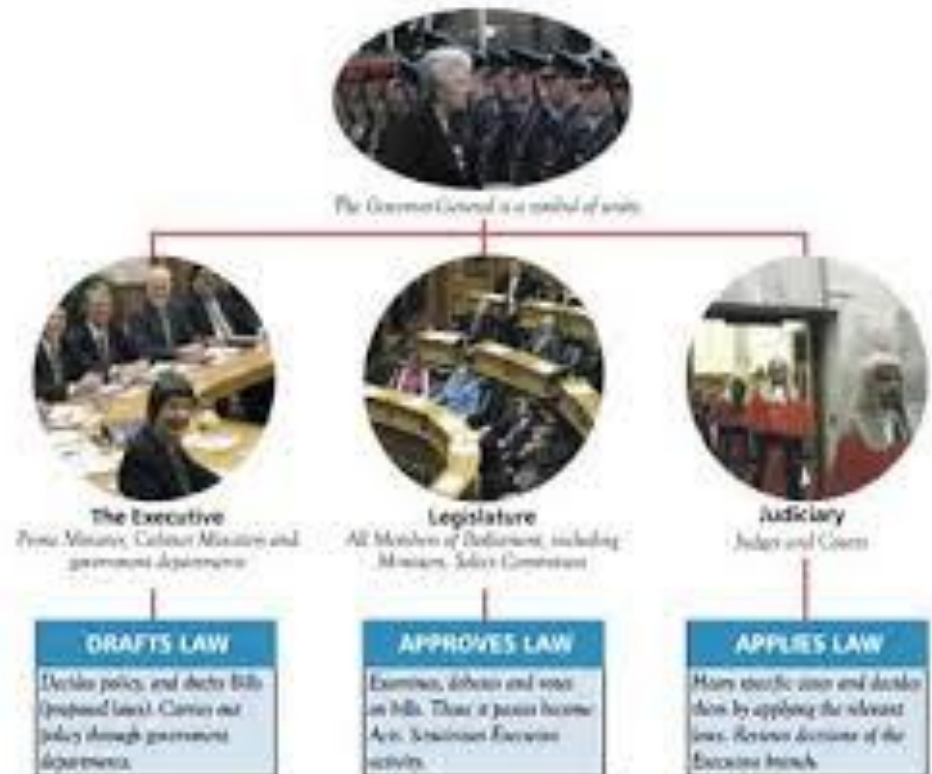 The Governor-General is a symbol of unity
The Executive
Prime Minister, Cabinet Ministers and
government departments
Legislature
All Members of Parliament, including
Ministers, Select Committees
Judiciary
Judges and Courts
DRAFTS LAW
Decides policy, and drafts Bills
(proposed laws). Carries out
policy through government
departments.
APPROVES LAW
Examines, debates and votes
on bills. Those it passes become
Acts. Scrutinises Executive
activity.
APPLIES LAW
Hears specific cases and decides
them by applying the relevant
laws. Reviews decisions of the
Executive branch.